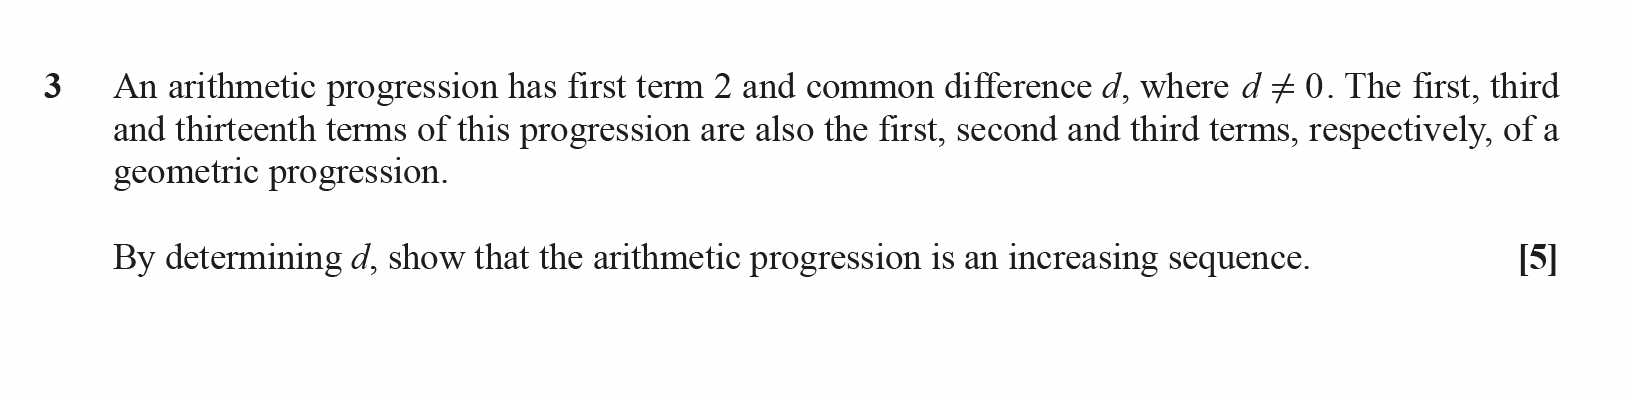 3 An arithmetic progression has first term 2 and common difference d, where d ≠ 0. The first, third
and thirteenth terms of this progression are also the first, second and third terms, respectively, of a
geometric progression.
By determining d, show that the arithmetic progression is an increasing sequence. [5]